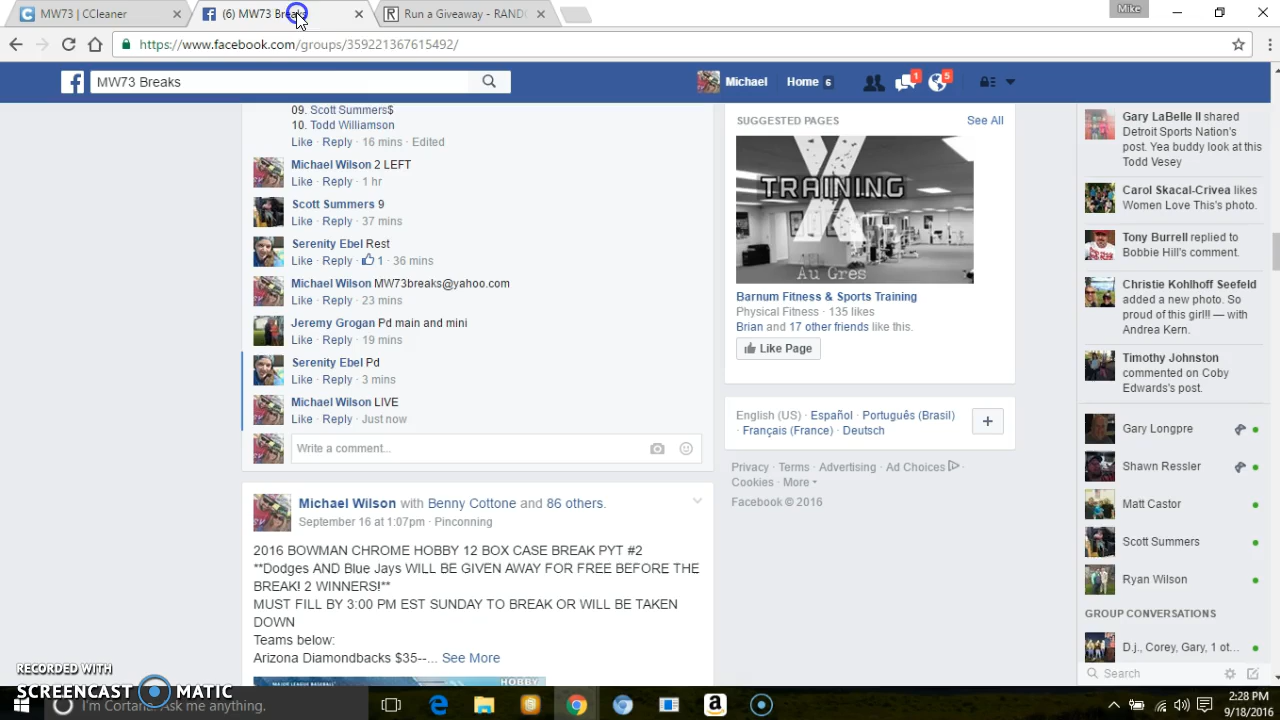 MW73 | CCleaner
(6) MW73 Breaks
Run a Giveaway - RAND
Mike
https://www.facebook.com/groups/359221367615492/
MW73 Breaks
Michael
Home 6
1
5
09. Scott Summers$
10. Todd Williamson
Like · Reply · 16 mins · Edited
Michael Wilson 2 LEFT
Like · Reply · 1 hr
Scott Summers 9
Like · Reply · 37 mins
Serenity Ebel Rest
Like · Reply · 1 · 36 mins
Michael Wilson MW73breaks@yahoo.com
Like · Reply · 23 mins
Jeremy Grogan Pd main and mini
Like · Reply · 19 mins
Serenity Ebel Pd
Like · Reply · 3 mins
Michael Wilson LIVE
Like · Reply · Just now
Write a comment...
Michael Wilson with Benny Cottone and 86 others.
September 16 at 1:07pm · Pinconning
2016 BOWMAN CHROME HOBBY 12 BOX CASE BREAK PYT #2
**Dodges AND Blue Jays WILL BE GIVEN AWAY FOR FREE BEFORE THE
BREAK! 2 WINNERS!**
MUST FILL BY 3:00 PM EST SUNDAY TO BREAK OR WILL BE TAKEN
DOWN
Teams below:
Arizona Diamondbacks $35--... See More
HOBBY
SUGGESTED PAGES
See All
TRAINING
Au Gres
Barnum Fitness & Sports Training
Physical Fitness · 135 likes
Brian and 17 other friends like this.
Like Page
English (US) · Español · Português (Brasil)
· Français (France) · Deutsch
Privacy · Terms · Advertising · Ad Choices ·
Cookies · More
Facebook © 2016
Gary LaBelle II shared
Detroit Sports Nation's
post. Yea buddy look at this
Todd Vesey
Carol Skacal-Crivea likes
Women Love This's photo.
Tony Burrell replied to
Bobbie Hill's comment.
Christie Kohlhoff Seefeld
added a new photo. So
proud of this girl!!! — with
Andrea Kern.
Timothy Johnston
commented on Coby
Edwards's post.
Gary Longpre
Shawn Ressler
Matt Castor
Scott Summers
Ryan Wilson
GROUP CONVERSATIONS
D.j., Corey, Gary, 1 ot...
Search
RECORDED WITH
SCREENCAST MATIC
I'm Cortana. Ask me anything.
2:28 PM
9/18/2016